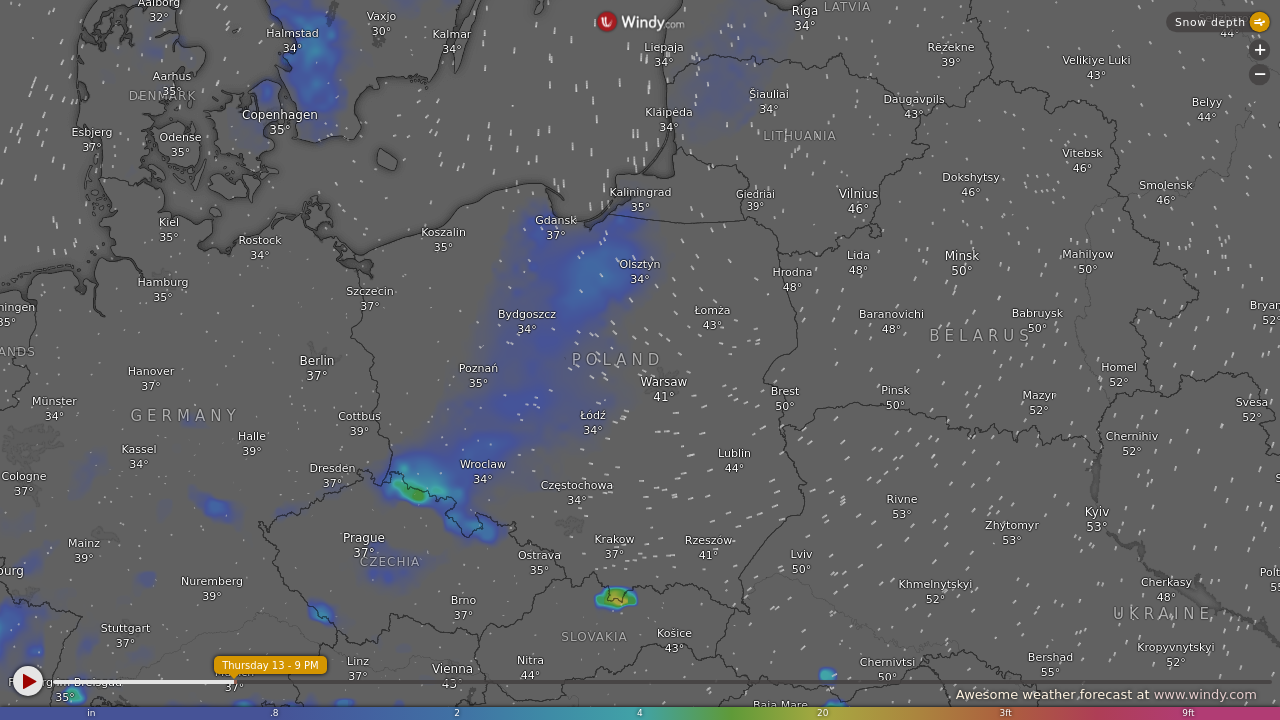 Aalborg
32°
Halmstad
34°
Vaxjo
30°
Kalmar
34°
Windy.com
Riga
34°
LATVIA
Snow depth
44°
Liepaja
34°
Rēzekne
39°
Velikiye Luki
43°
Aarhus
35°
DENMARK
Šiauliai
34°
Daugavpils
43°
Belyy
44°
Copenhagen
35°
Klaipėda
34°
LITHUANIA
Esbjerg
37°
Odense
35°
Vitebsk
46°
Dokshytsy
46°
Smolensk
46°
Kaliningrad
35°
Giedriai
39°
Vilnius
46°
Kiel
35°
Rostock
34°
Koszalin
35°
Gdansk
37°
Olsztyn
34°
Hrodna
48°
Lida
48°
Minsk
50°
Mahilyow
50°
Hamburg
35°
Szczecin
37°
ningen
35°
Bydgoszcz
34°
Łomża
43°
Baranovichi
48°
Babruysk
50°
Bryan
52°
BELARUS
ANDS
Berlin
37°
POLAND
Hanover
37°
Poznań
35°
Warsaw
41°
Brest
50°
Pinsk
50°
Homel
52°
Mazyr
52°
Svesa
52°
Münster
34°
GERMANY
Cottbus
39°
Łódź
34°
Halle
39°
Kassel
34°
Chernihiv
52°
Cologne
37°
Dresden
37°
Wroclaw
34°
Lublin
44°
Częstochowa
34°
S
Rivne
53°
Kyiv
53°
Zhytomyr
53°
Mainz
39°
Prague
37°
CZECHIA
Ostrava
35°
Krakow
37°
Rzeszów
41°
Lviv
50°
burg
Nuremberg
39°
Khmelnytskyi
52°
Cherkasy
48°
Polt
5
Brno
37°
UKRAINE
Stuttgart
37°
SLOVAKIA
Košice
43°
Kropyvnytskyi
52°
Thursday 13 - 9 PM
Linz
37°
Vienna
45°
Nitra
44°
Chernivtsi
50°
Bershad
55°
35°
37°
Awesome weather forecast at www.windy.com
Baia Mare
in .8 2 4 20 3ft 9ft